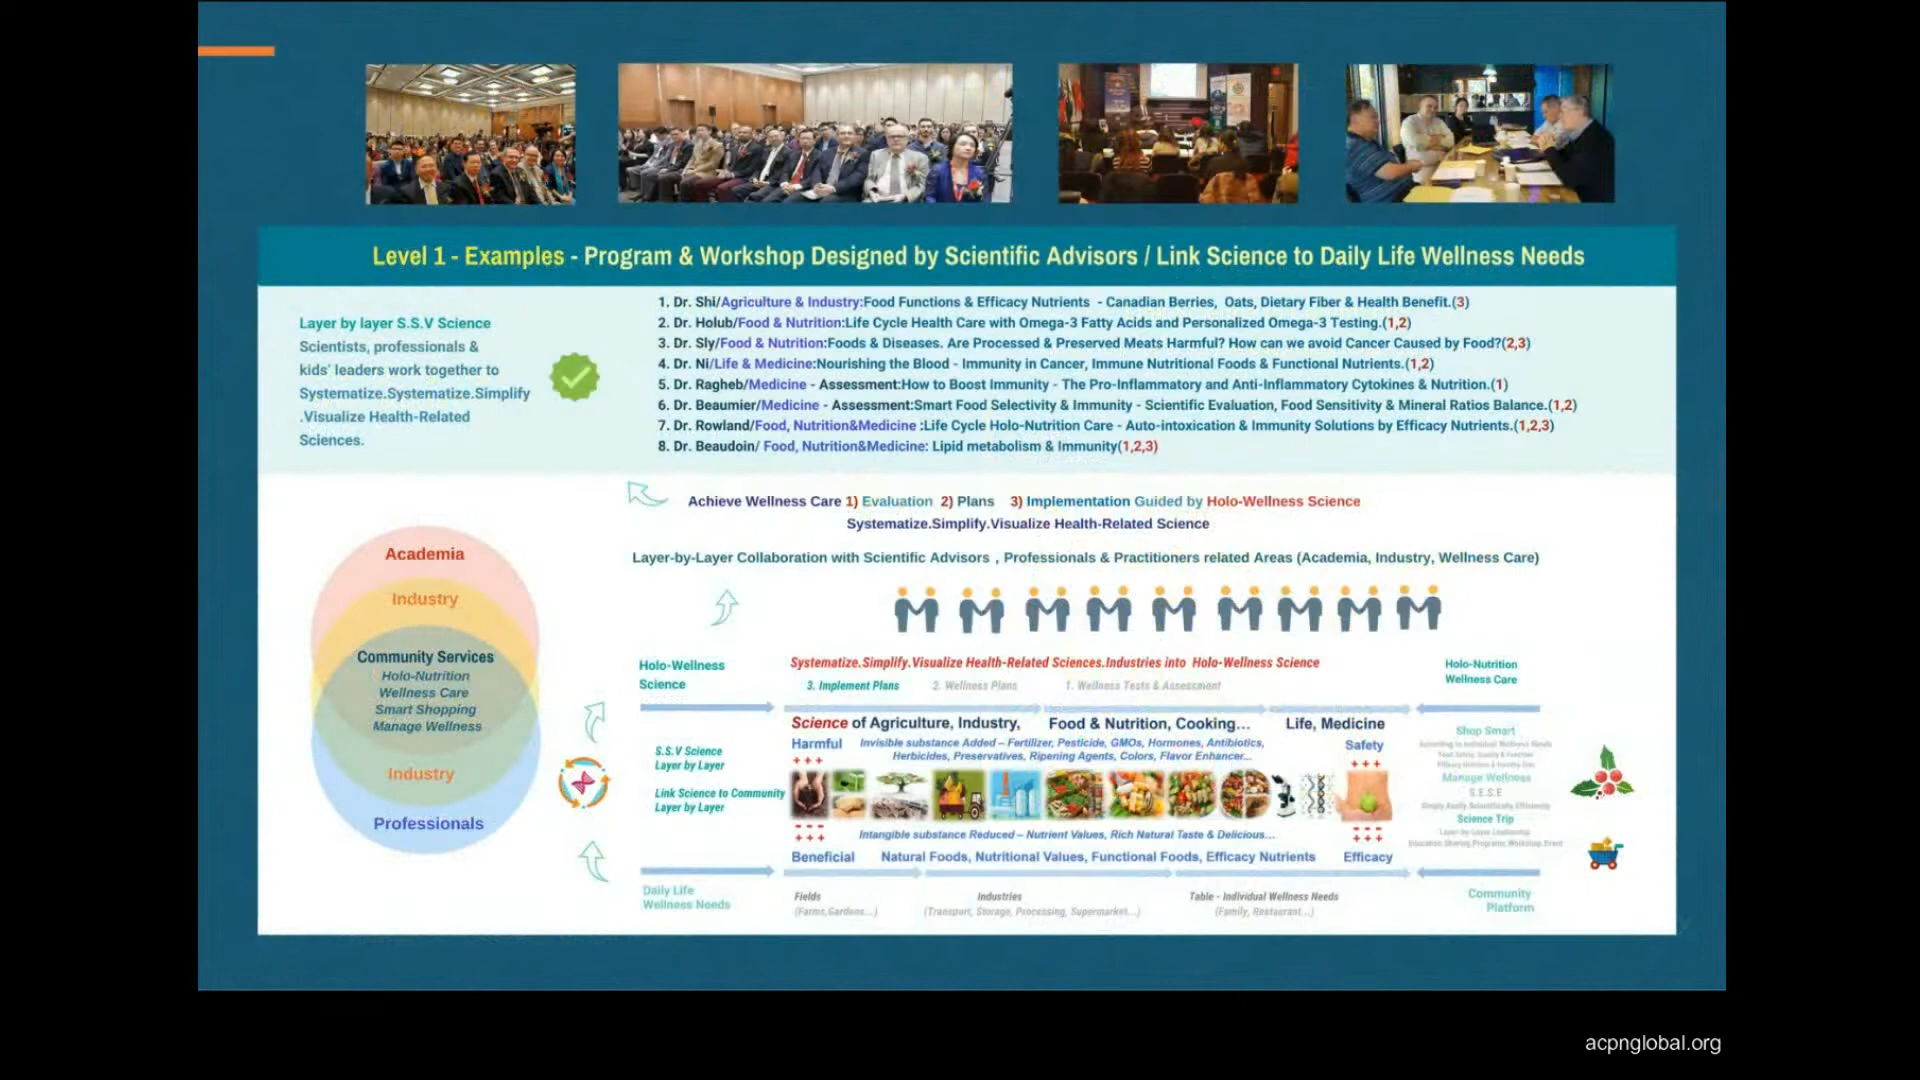 Level 1 - Examples - Program & Workshop Designed by Scientific Advisors / Link Science to Daily Life Wellness Needs
Layer by layer S.S.V Science
Scientists, professionals &
kids' leaders work together to
Systematize.Systematize.Simplify
.Visualize Health-Related
Sciences.
1. Dr. Shi/Agriculture & Industry:Food Functions & Efficacy Nutrients - Canadian Berries, Oats, Dietary Fiber & Health Benefit.(3)
2. Dr. Holub/Food & Nutrition:Life Cycle Health Care with Omega-3 Fatty Acids and Personalized Omega-3 Testing.(1,2)
3. Dr. Sly/Food & Nutrition:Foods & Diseases. Are Processed & Preserved Meats Harmful? How can we avoid Cancer Caused by Food?(2,3)
4. Dr. Ni/Life & Medicine:Nourishing the Blood - Immunity in Cancer, Immune Nutritional Foods & Functional Nutrients.(1,2)
5. Dr. Ragheb/Medicine - Assessment:How to Boost Immunity - The Pro-Inflammatory and Anti-Inflammatory Cytokines & Nutrition.(1)
6. Dr. Beaumier/Medicine - Assessment:Smart Food Selectivity & Immunity - Scientific Evaluation, Food Sensitivity & Mineral Ratios Balance.(1,2)
7. Dr. Rowland/Food, Nutrition&Medicine :Life Cycle Holo-Nutrition Care - Auto-intoxication & Immunity Solutions by Efficacy Nutrients.(1,2,3)
8. Dr. Beaudoin/ Food, Nutrition&Medicine: Lipid metabolism & Immunity(1,2,3)
Achieve Wellness Care 1) Evaluation 2) Plans 3) Implementation Guided by Holo-Wellness Science
Systematize.Simplify.Visualize Health-Related Science
Layer-by-Layer Collaboration with Scientific Advisors , Professionals & Practitioners related Areas (Academia, Industry, Wellness Care)
Academia
Industry
Community Services
Holo-Nutrition
Wellness Care
Smart Shopping
Manage Wellness
Industry
Professionals
Holo-Wellness
Science
Systematize.Simplify.Visualize Health-Related Sciences.Industries into Holo-Wellness Science
3. Implement Plans 2. Wellness Plans 1. Wellness Tests & Assessment
Holo-Nutrition
Wellness Care
Science of Agriculture, Industry, Food & Nutrition, Cooking... Life, Medicine
Harmful
+ + +
Invisible substance Added – Fertilizer, Pesticide, GMOs, Hormones, Antibiotics,
Herbicides, Preservatives, Ripening Agents, Colors, Flavor Enhancer...
Safety
+ + +
S.S.V Science
Layer by Layer
Link Science to Community
Layer by Layer
- - -
+ + +
Intangible substance Reduced – Nutrient Values, Rich Natural Taste & Delicious...
- - -
+ + +
Beneficial Natural Foods, Nutritional Values, Functional Foods, Efficacy Nutrients Efficacy
Shop Smart
Manage Wellness
S.E.S.E
Simply.Easily.Scientifically.Efficiently
Science Trip
Layer-by-Layer Leadership
Education.Sharing.Programs.Workshop.Event
Daily Life
Wellness Needs
Fields
(Farms,Gardens...)
Industries
(Transport, Storage, Processing, Supermarket...)
Table - Individual Wellness Needs
(Family, Restaurant...)
Community
Platform
acpnglobal.org